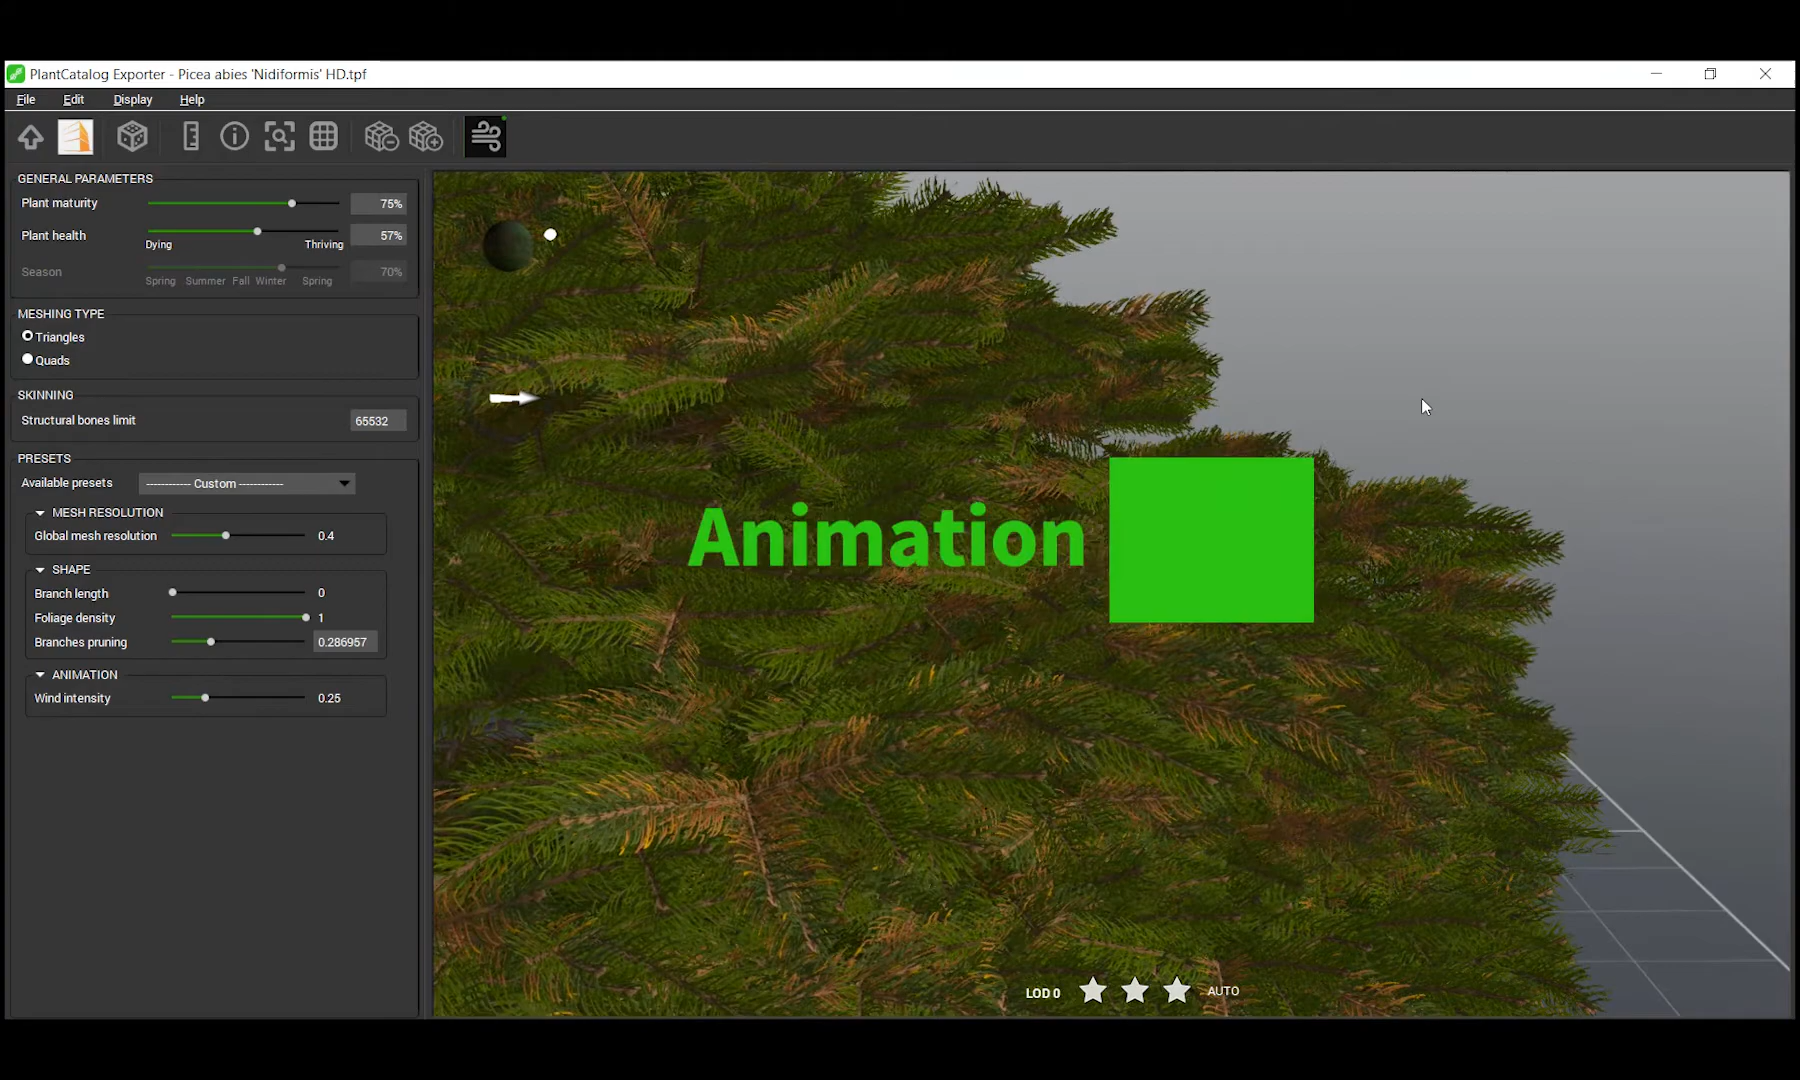 PlantCatalog Exporter - Picea abies 'Nidiformis' HD.tpf
File Edit Display Help
GENERAL PARAMETERS
Plant maturity 75%
Plant health 57%
Dying Thriving
Season 70%
Spring Summer Fall Winter Spring
MESHING TYPE
Triangles
Quads
SKINNING
Structural bones limit 65532
PRESETS
Available presets ------------ Custom ------------
MESH RESOLUTION
Global mesh resolution 0.4
SHAPE
Branch length 0
Foliage density 1
Branches pruning 0.286957
ANIMATION
Wind intensity 0.25
Animation
LOD 0 AUTO